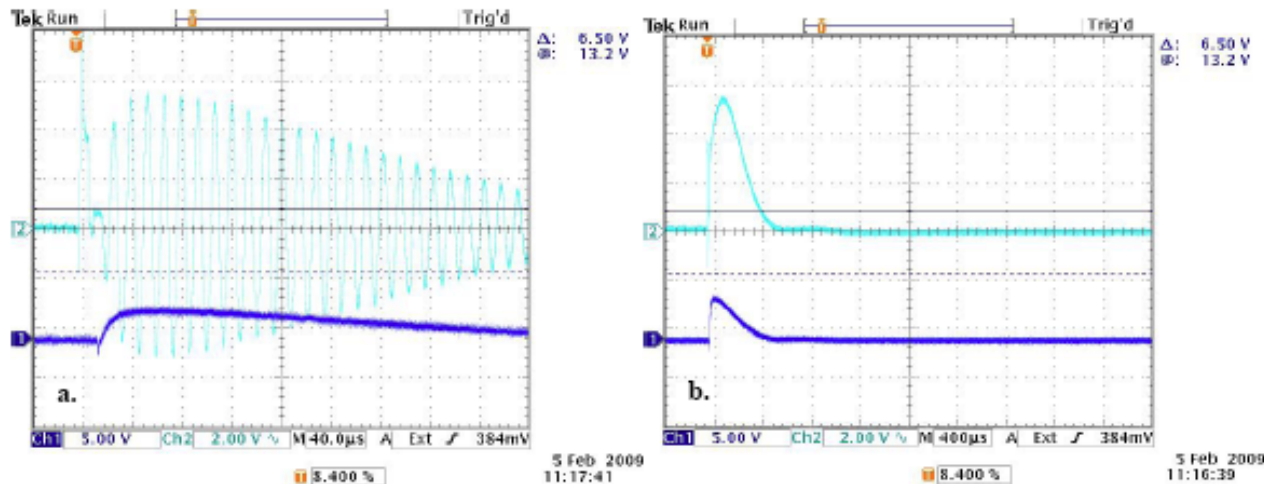 Tek Run Trig'd
T
Δ: 6.50 V
@: 13.2 V
2
1
a.
Ch1 5.00 V Ch2 2.00 V ∿ M 40.0µs A Ext ƒ 384mV
T 8.400 %
5 Feb 2009
11:17:41
Tek Run Trig'd
T
Δ: 6.50 V
@: 13.2 V
2
1
b.
Ch1 5.00 V Ch2 2.00 V ∿ M 400µs A Ext ƒ 384mV
T 8.400 %
5 Feb 2009
11:16:39